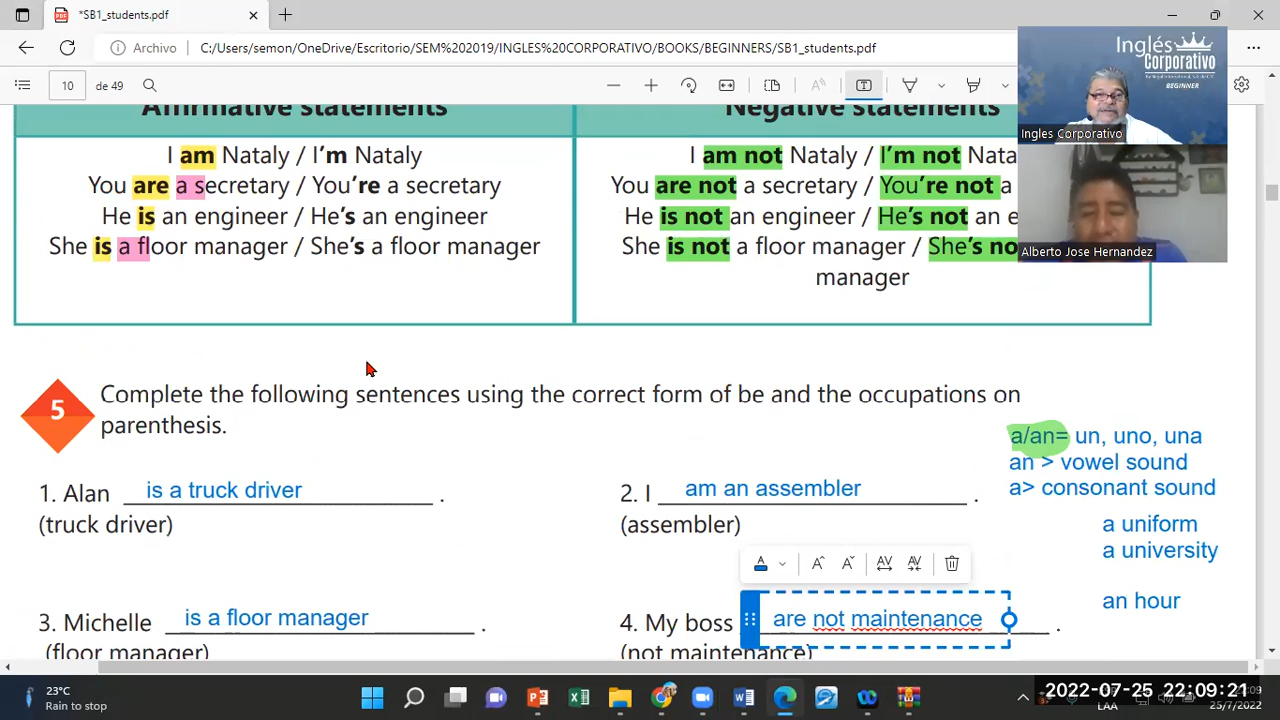 *SB1_students.pdf
Archivo
C:/Users/semon/OneDrive/Escritorio/SEM%202019/INGLES%20CORPORATIVO/BOOKS/BEGINNERS/SB1_students.pdf
10 de 49
Inglés
Corporativo
BEGINNER
Ingles Corporativo
Alberto Jose Hernandez
Affirmative statements
Negative statements
I am Nataly / I'm Nataly
You are a secretary / You're a secretary
He is an engineer / He's an engineer
She is a floor manager / She's a floor manager
I am not Nataly / I'm not Nata
You are not a secretary / You're not a
He is not an engineer / He's not an e
She is not a floor manager / She's no
manager
5
Complete the following sentences using the correct form of be and the occupations on
parenthesis.
a/an= un, uno, una
an > vowel sound
a> consonant sound
a uniform
a university
an hour
1. Alan is a truck driver .
(truck driver)
2. I am an assembler .
(assembler)
3. Michelle is a floor manager .
(floor manager)
4. My boss are not maintenance .
(not maintenance)
23°C
Rain to stop
LAA
25/7/2022
2022-07-25 22:09:21